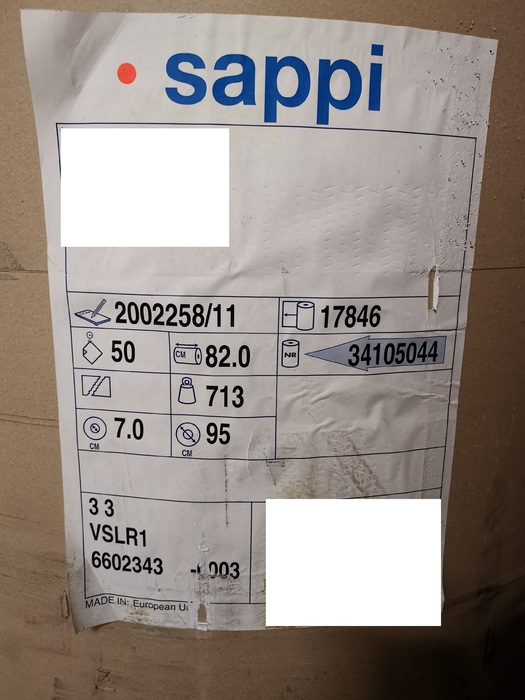 sappi
2002258/11 17846
50 CM 82.0 NR 34105044
713
7.0 95
CM CM
3 3
VSLR1
6602343
MADE IN: European